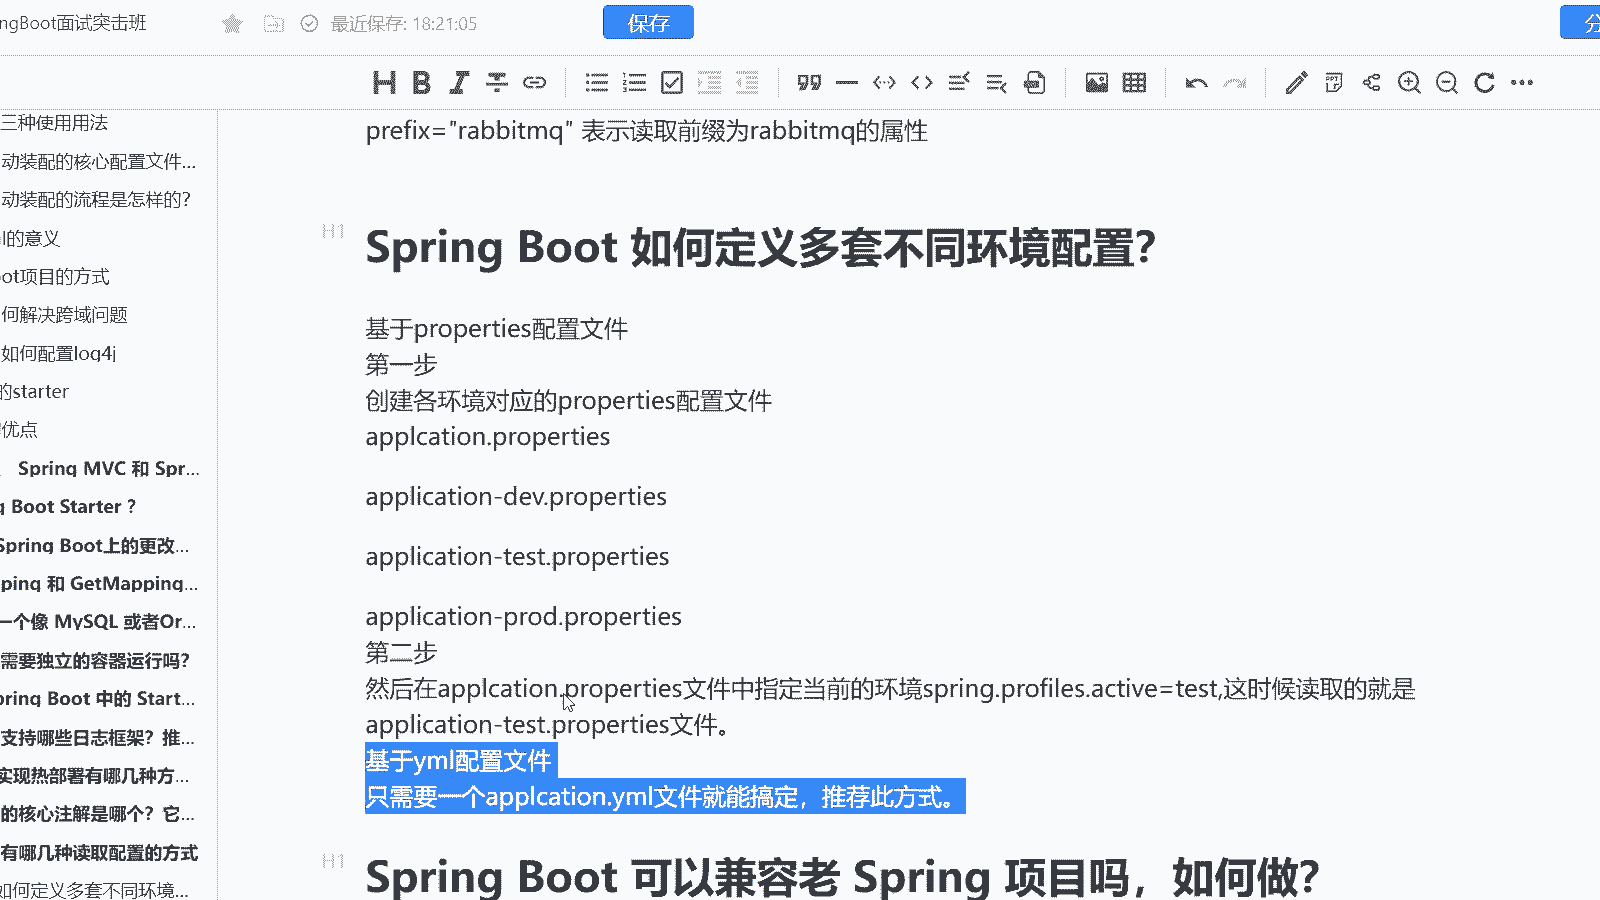 ngBoot面试突击班
最近保存: 18:21:05
保存
分
三种使用用法
动装配的核心配置文件...
动装配的流程是怎样的？
的意义
ot项目的方式
何解决跨域问题
如何配置log4j
的starter
优点
Spring MVC 和 Spr...
g Boot Starter ?
Spring Boot上的更改...
ping 和 GetMapping...
一个像 MySQL 或者Or...
需要独立的容器运行吗？
pring Boot 中的 Start...
支持哪些日志框架？推...
实现热部署有哪几种方...
的核心注解是哪个？它...
有哪几种读取配置的方式
如何定义多套不同环境...
prefix="rabbitmq" 表示读取前缀为rabbitmq的属性
H1
Spring Boot 如何定义多套不同环境配置？
基于properties配置文件
第一步
创建各环境对应的properties配置文件
applcation.properties
application-dev.properties
application-test.properties
application-prod.properties
第二步
然后在applcation.properties文件中指定当前的环境spring.profiles.active=test,这时候读取的就是
application-test.properties文件。
基于yml配置文件
只需要一个applcation.yml文件就能搞定，推荐此方式。
H1
Spring Boot 可以兼容老 Spring 项目吗，如何做？